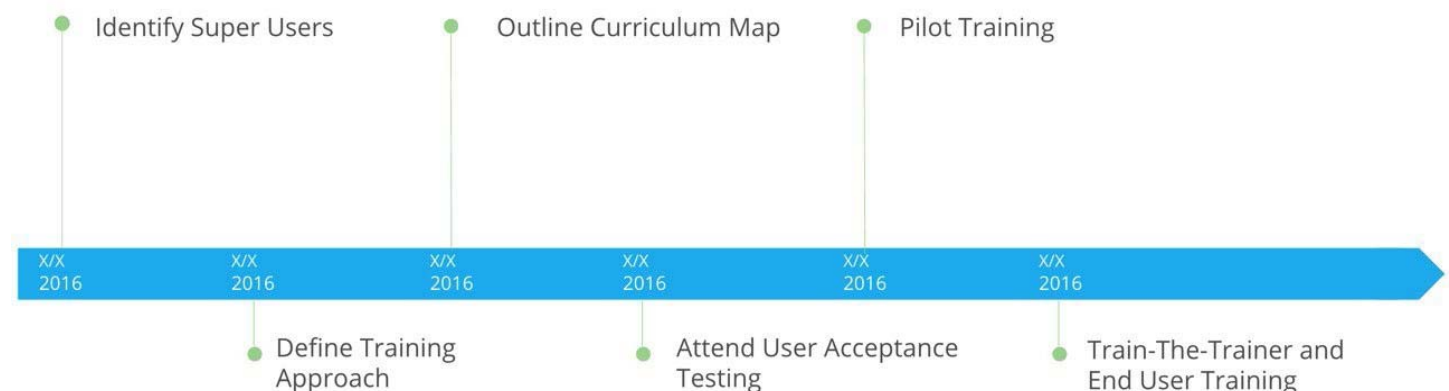 Identify Super Users
Outline Curriculum Map
Pilot Training
X/X
2016
X/X
2016
X/X
2016
X/X
2016
X/X
2016
X/X
2016
Define Training
Approach
Attend User Acceptance
Testing
Train-The-Trainer and
End User Training